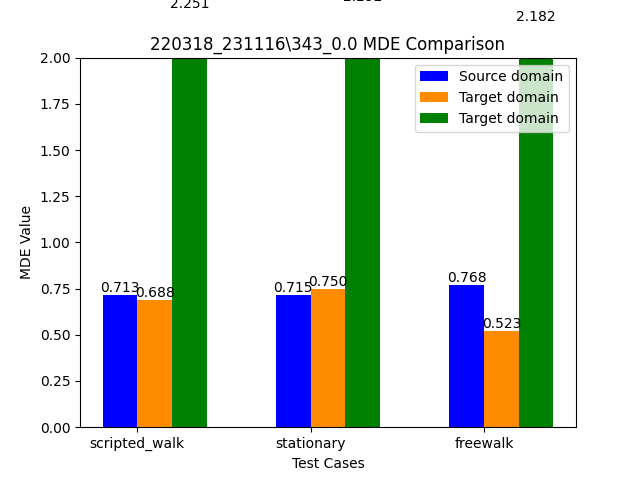 2.251
2.182
220318_231116\343_0.0 MDE Comparison
Source domain
Target domain
Target domain
MDE Value
2.00
1.75
1.50
1.25
1.00
0.75
0.50
0.25
0.00
0.713
0.688
0.715
0.750
0.768
0.523
scripted_walk
stationary
freewalk
Test Cases